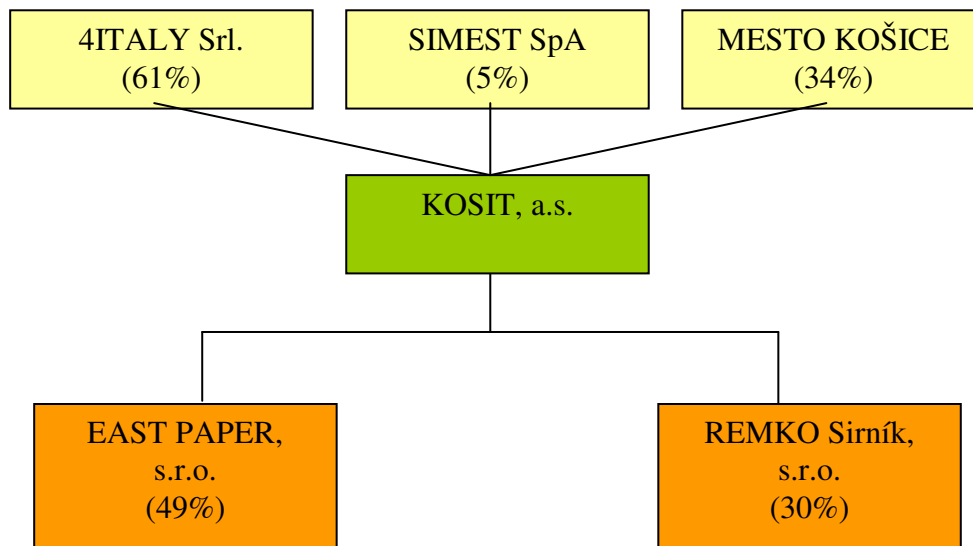 4ITALY Srl.
(61%)
SIMEST SpA
(5%)
MESTO KOŠICE
(34%)
KOSIT, a.s.
EAST PAPER,
s.r.o.
(49%)
REMKO Sirník,
s.r.o.
(30%)